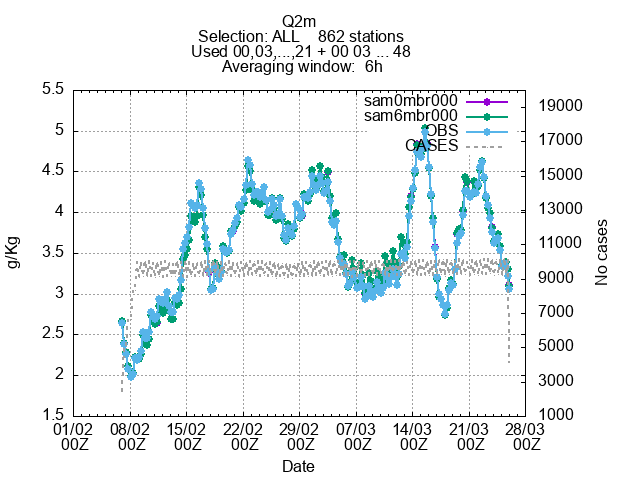 Q2m
Selection: ALL    862 stations
Used 00,03,...,21 + 00 03 ... 48
Averaging window:  6h
sam0mbr000
sam6mbr000
OBS
CASES
5.5
5
4.5
4
3.5
3
2.5
2
1.5
g/Kg
19000
17000
15000
13000
11000
9000
7000
5000
3000
1000
No cases
01/02 08/02 15/02 22/02 29/02 07/03 14/03 21/03 28/03
00Z 00Z 00Z 00Z 00Z 00Z 00Z 00Z 00Z
Date